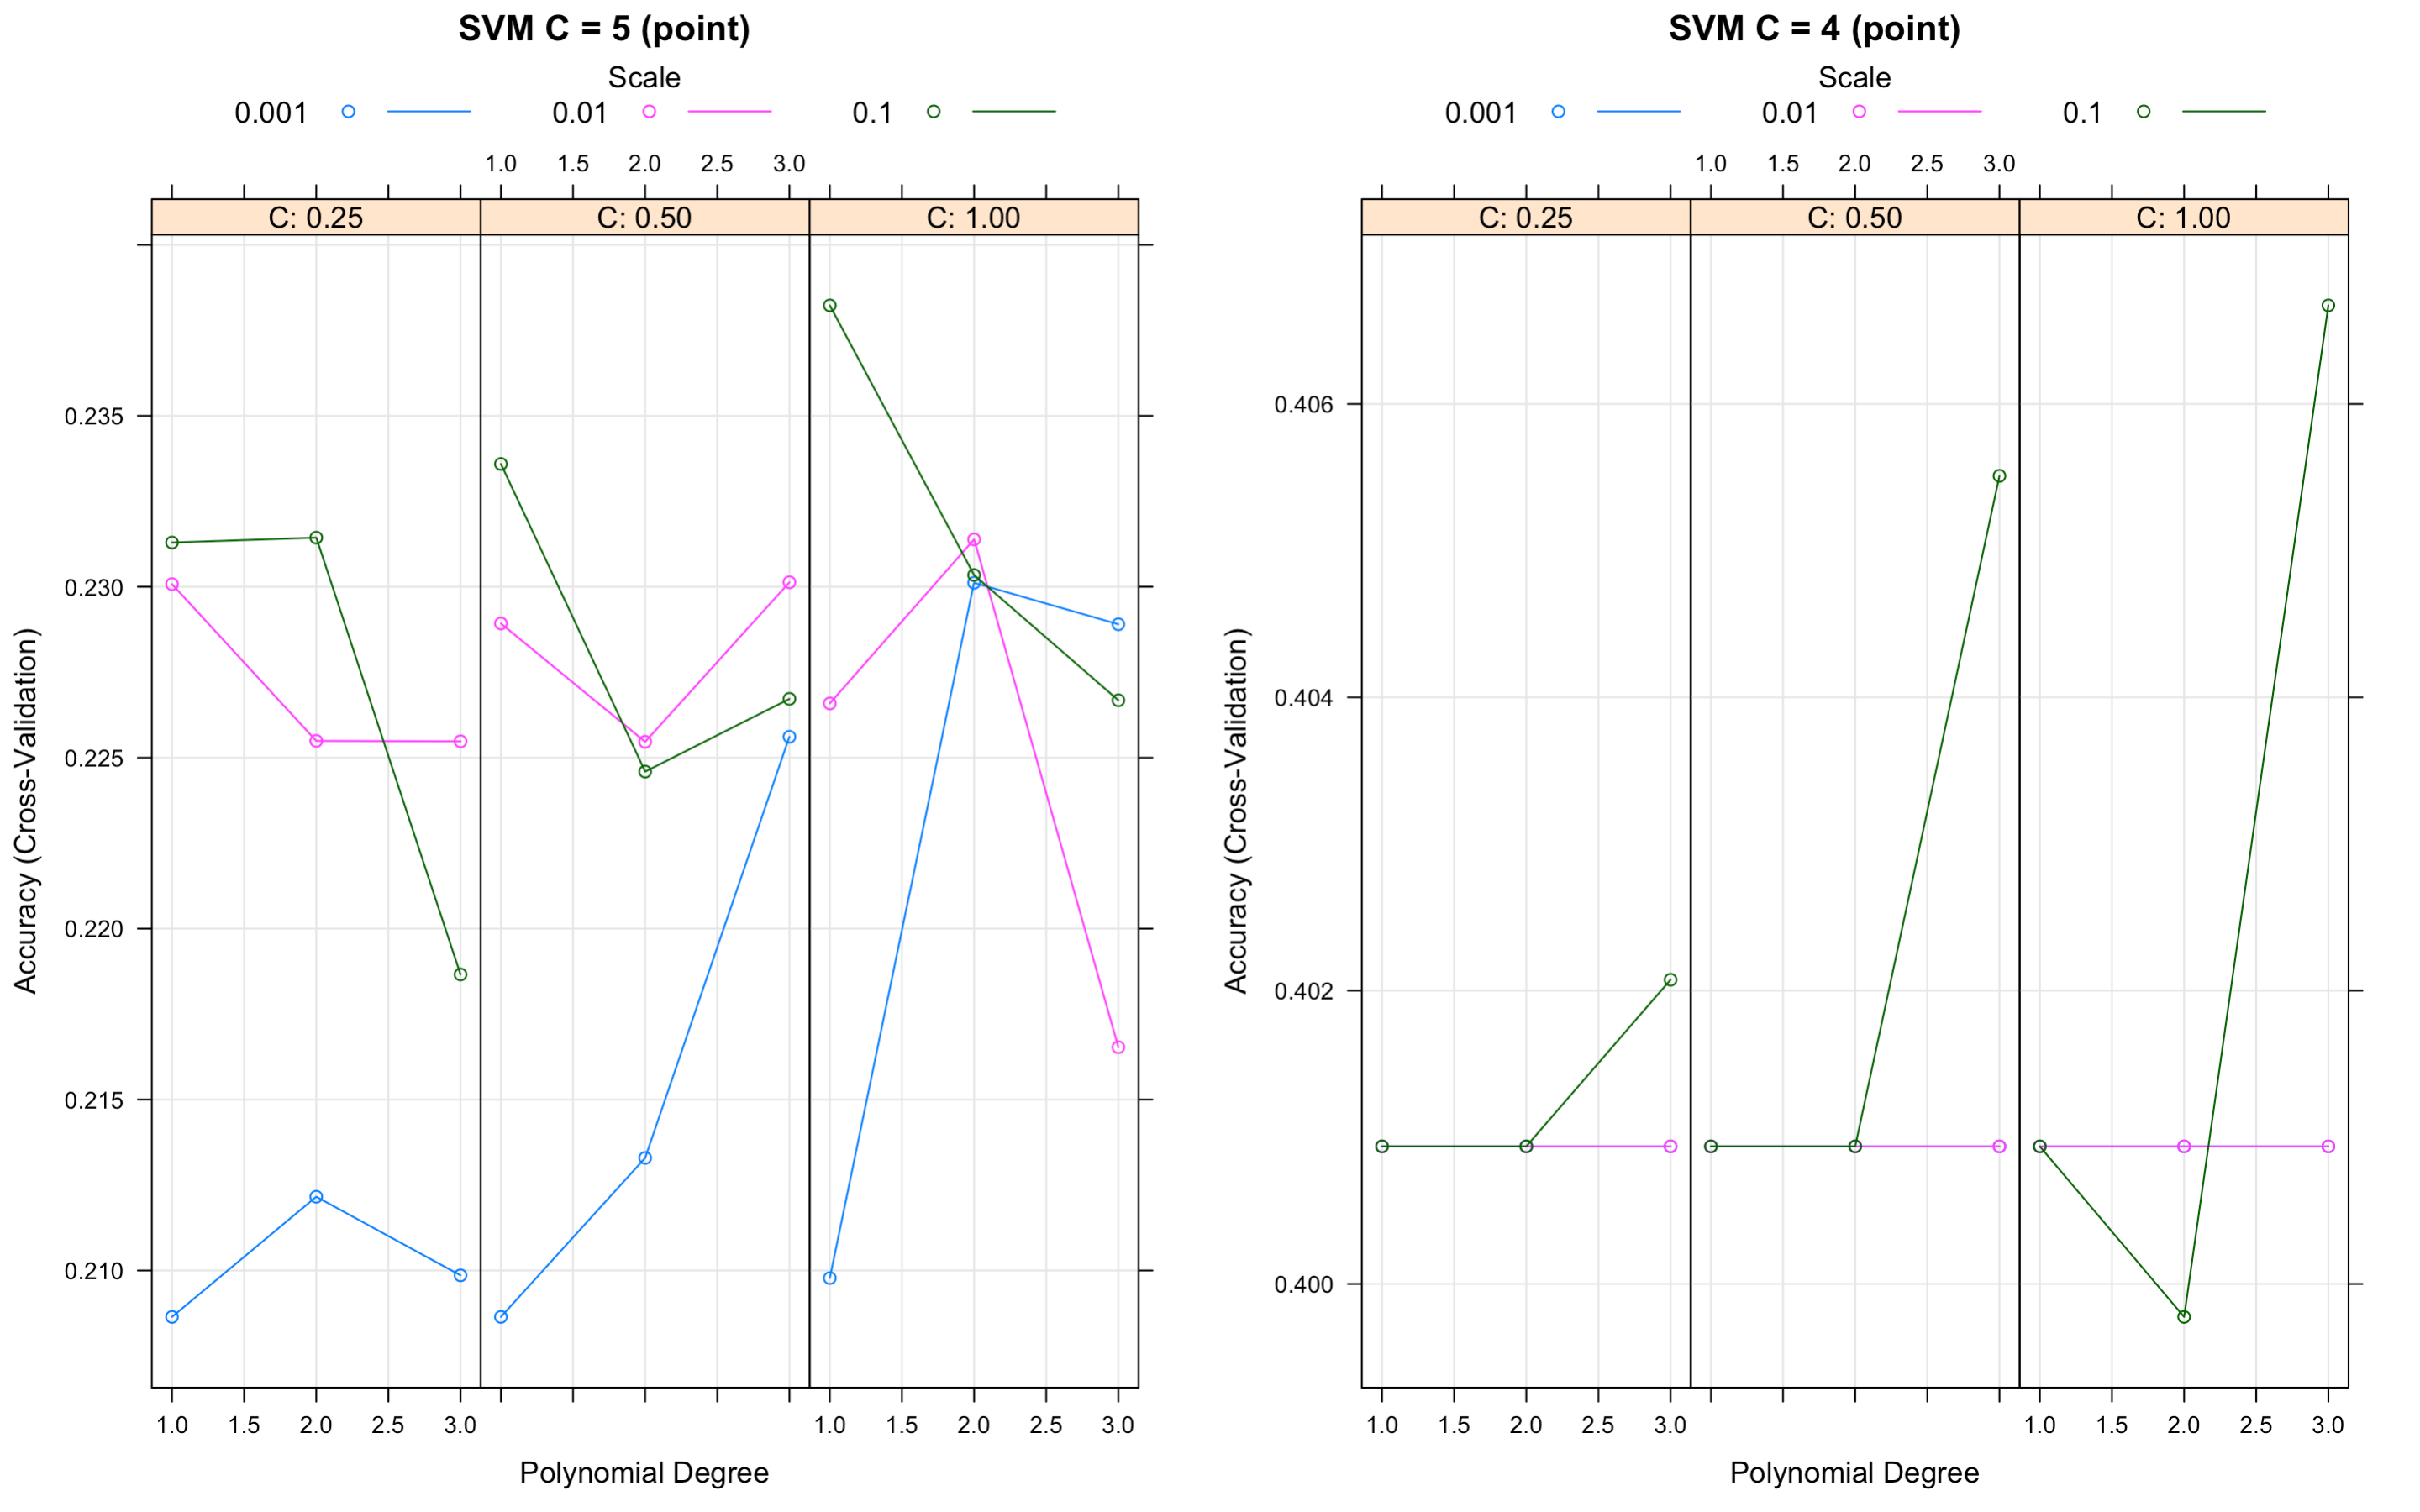 SVM C = 5 (point)
Scale
0.001 0.01 0.1
1.0 1.5 2.0 2.5 3.0
C: 0.25 C: 0.50 C: 1.00
Accuracy (Cross-Validation)
0.235
0.230
0.225
0.220
0.215
0.210
1.0 1.5 2.0 2.5 3.0 1.0 1.5 2.0 2.5 3.0
Polynomial Degree
SVM C = 4 (point)
Scale
0.001 0.01 0.1
1.0 1.5 2.0 2.5 3.0
C: 0.25 C: 0.50 C: 1.00
Accuracy (Cross-Validation)
0.406
0.404
0.402
0.400
1.0 1.5 2.0 2.5 3.0 1.0 1.5 2.0 2.5 3.0
Polynomial Degree